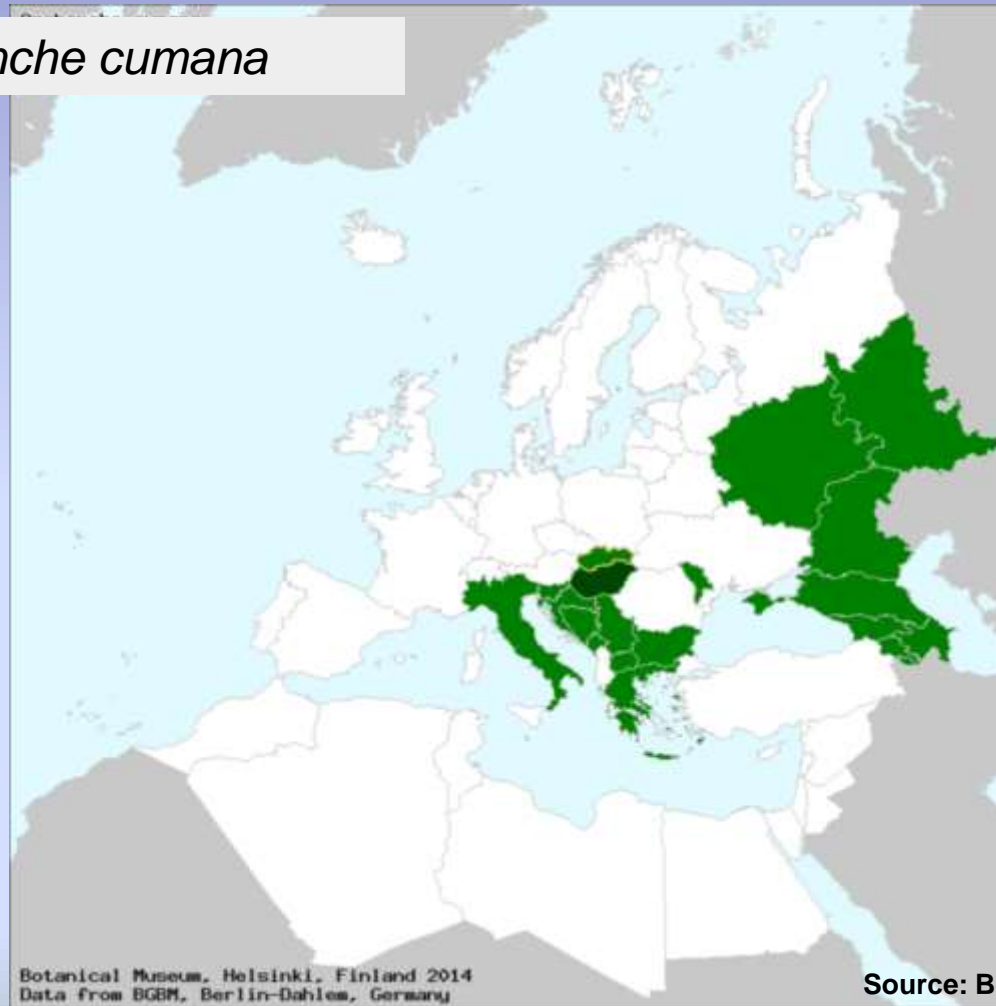 nche cumana
Botanical Museum, Helsinki, Finland 2014
Data from BGBM, Berlin-Dahlem, Germany
Source: B